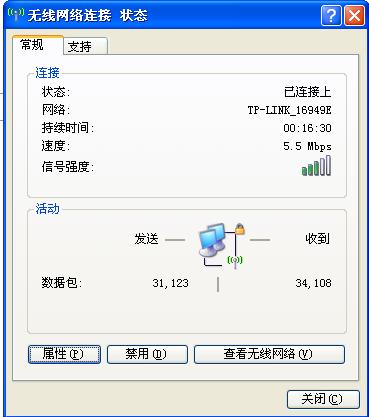 无线网络连接 状态
常规 支持
连接
状态: 已连接上
网络: TP-LINK_16949E
持续时间: 00:16:30
速度: 5.5 Mbps
信号强度:
活动
发送 — — 收到
数据包: 31,123 | 34,108
属性(P) 禁用(D) 查看无线网络(V)
关闭(C)